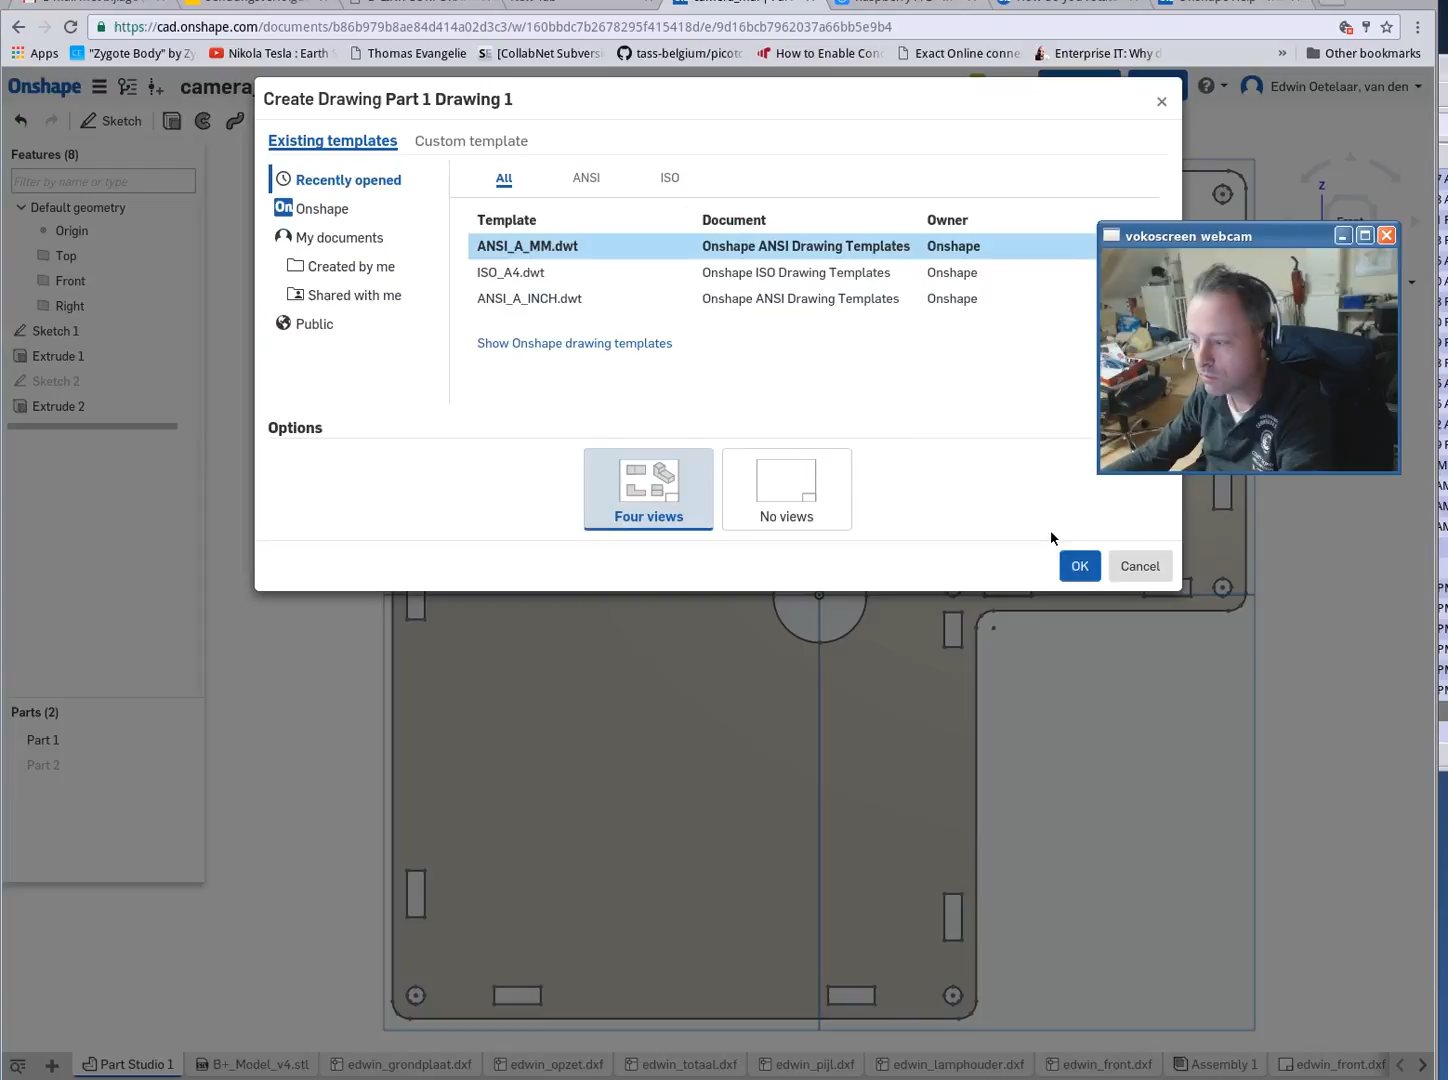 https://cad.onshape.com/documents/b86b979b8ae84d414a02d3c3/w/160bbdc7b2678295f415418d/e/9d16bcb7962037a66bb5e9b4
Apps "Zygote Body" by Zy Nikola Tesla : Earth Thomas Evangelie SE [CollabNet Subvers tass-belgium/picotc How to Enable Con Exact Online conne Enterprise IT: Why d » Other bookmarks
Onshape camera_ Edwin Oetelaar, van den
Sketch
Create Drawing Part 1 Drawing 1
Existing templates Custom template
Features (8)
Filter by name or type
Default geometry
Origin
Top
Front
Right
Sketch 1
Extrude 1
Sketch 2
Extrude 2
Recently opened
On Onshape
My documents
Created by me
Shared with me
Public
All ANSI ISO
Template Document Owner
ANSI_A_MM.dwt Onshape ANSI Drawing Templates Onshape
ISO_A4.dwt Onshape ISO Drawing Templates Onshape
ANSI_A_INCH.dwt Onshape ANSI Drawing Templates Onshape
Show Onshape drawing templates
Options
Four views
No views
OK Cancel
Z
Front
vokoscreen webcam
Parts (2)
Part 1
Part 2
Part Studio 1 B+_Model_v4.stl edwin_grondplaat.dxf edwin_opzet.dxf edwin_totaal.dxf edwin_pijl.dxf edwin_lamphouder.dxf edwin_front.dxf Assembly 1 edwin_front.dxf